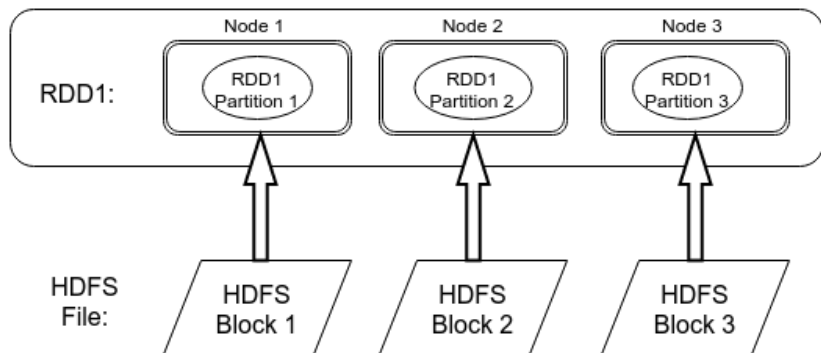 Node 1
Node 2
Node 3
RDD1:
RDD1
Partition 1
RDD1
Partition 2
RDD1
Partition 3
HDFS
File:
HDFS
Block 1
HDFS
Block 2
HDFS
Block 3